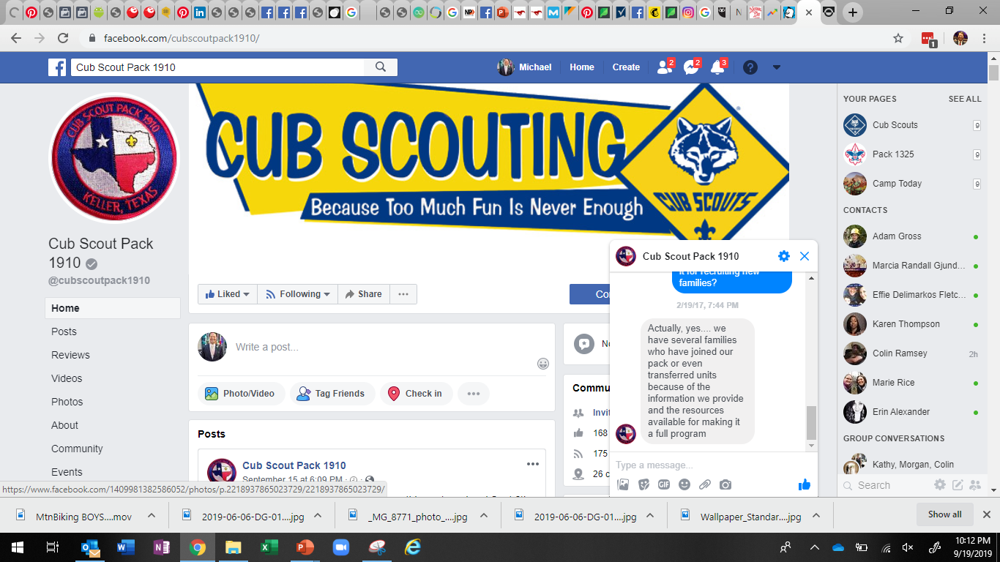 facebook.com/cubscoutpack1910/
1
Cub Scout Pack 1910
Michael
Home
Create
2
2
3
CUB SCOUT PACK 1910
KELLER, TEXAS
CUB SCOUTING
Because Too Much Fun Is Never Enough
CUB SCOUTS
Cub Scout Pack
1910
@cubscoutpack1910
Home
Posts
Reviews
Videos
Photos
About
Community
Events
Liked
Following
Share
Write a post...
Photo/Video
Tag Friends
Check in
Posts
Cub Scout Pack 1910
September 15 at 6:09 PM
168
175
Cub Scout Pack 1910
it for recruiting new
families?
2/19/17, 7:44 PM
Actually, yes.... we
have several families
who have joined our
pack or even
transferred units
because of the
information we provide
and the resources
available for making it
a full program
Type a message...
GIF
YOUR PAGES SEE ALL
Cub Scouts 9
Pack 1325 9
Camp Today 9
CONTACTS
Adam Gross
Marcia Randall Gjund...
Effie Delimarkos Fletc...
Karen Thompson
Colin Ramsey 2h
Marie Rice
Erin Alexander
GROUP CONVERSATIONS
Kathy, Morgan, Colin
Search
https://www.facebook.com/1409981382586052/photos/p.2218937865023729/2218937865023729/
MtnBiking BOYS....mov
2019-06-06-DG-01....jpg
_MG_8771_photo_....jpg
2019-06-06-DG-01....jpg
Wallpaper_Standar....jpg
Show all
10:12 PM
9/19/2019